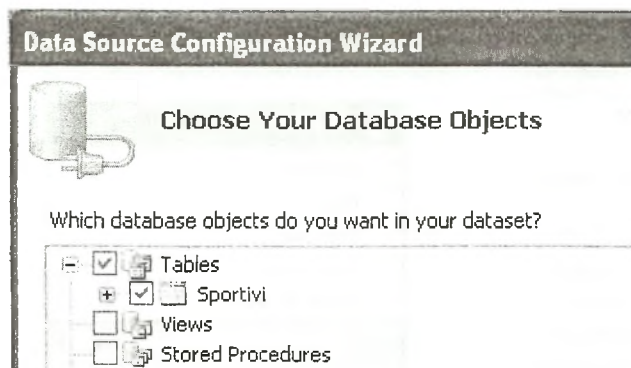 Data Source Configuration Wizard
Choose Your Database Objects
Which database objects do you want in your dataset?
Tables
Sportivi
Views
Stored Procedures